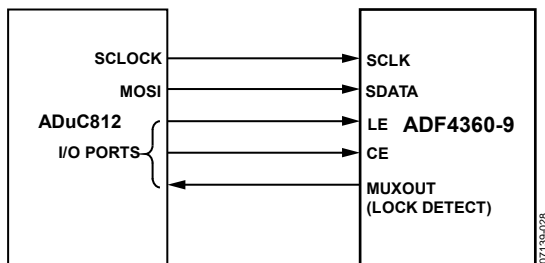 SCLOCK
MOSI
ADuC812
I/O PORTS
SCLK
SDATA
LE
ADF4360-9
CE
MUXOUT
(LOCK DETECT)
07139-028